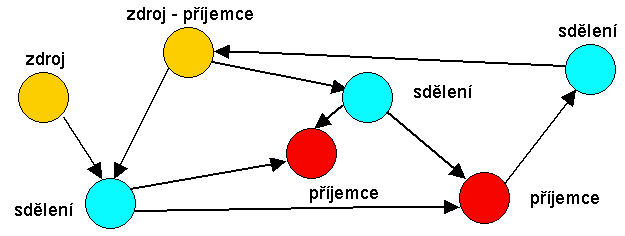 zdroj - příjemce
sdělení
zdroj
sdělení
příjemce
příjemce
sdělení